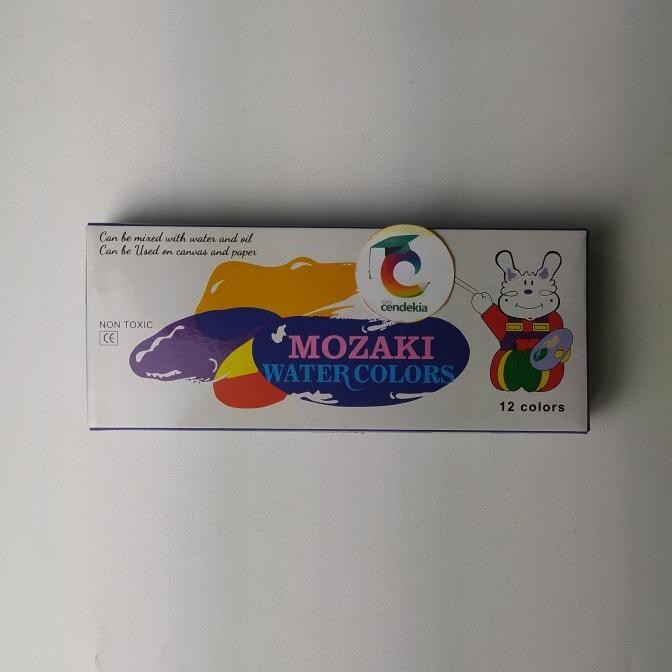 Can be mixed with water and oil
Can be Used on canvas and paper
NON TOXIC
CE
TOKO
cendekia
MOZAKI
WATER COLORS
12 colors